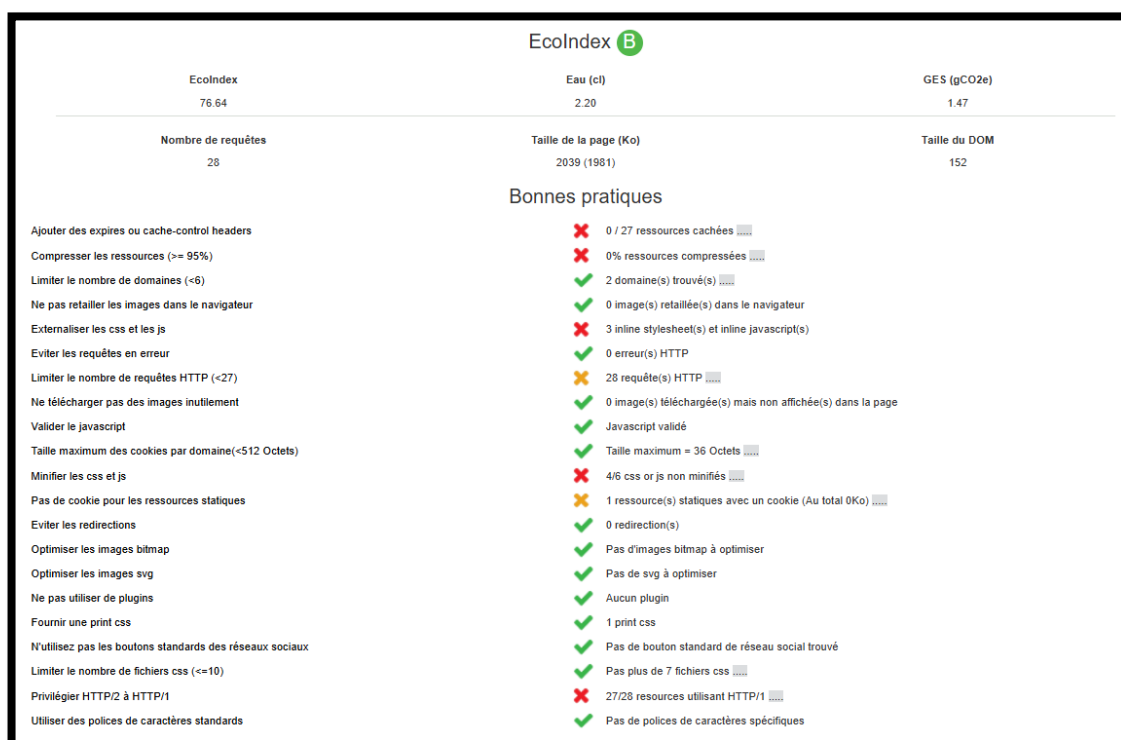 EcoIndex B
EcoIndex Eau (cl) GES (gCO2e)
76.64 2.20 1.47
Nombre de requêtes Taille de la page (Ko) Taille du DOM
28 2039 (1981) 152
Bonnes pratiques
Ajouter des expires ou cache-control headers 0 / 27 ressources cachées .....
Compresser les ressources (>= 95%) 0% ressources compressées .....
Limiter le nombre de domaines (<6) 2 domaine(s) trouvé(s) .....
Ne pas retailler les images dans le navigateur 0 image(s) retaillée(s) dans le navigateur
Externaliser les css et les js 3 inline stylesheet(s) et inline javascript(s)
Eviter les requêtes en erreur 0 erreur(s) HTTP
Limiter le nombre de requêtes HTTP (<27) 28 requête(s) HTTP .....
Ne télécharger pas des images inutilement 0 image(s) téléchargée(s) mais non affichée(s) dans la page
Valider le javascript Javascript validé
Taille maximum des cookies par domaine(<512 Octets) Taille maximum = 36 Octets .....
Minifier les css et js 4/6 css or js non minifiés .....
Pas de cookie pour les ressources statiques 1 ressource(s) statiques avec un cookie (Au total 0Ko) .....
Eviter les redirections 0 redirection(s)
Optimiser les images bitmap Pas d'images bitmap à optimiser
Optimiser les images svg Pas de svg à optimiser
Ne pas utiliser de plugins Aucun plugin
Fournir une print css 1 print css
N'utilisez pas les boutons standards des réseaux sociaux Pas de bouton standard de réseau social trouvé
Limiter le nombre de fichiers css (<=10) Pas plus de 7 fichiers css .....
Privilégier HTTP/2 à HTTP/1 27/28 resources utilisant HTTP/1 .....
Utiliser des polices de caractères standards Pas de polices de caractères spécifiques